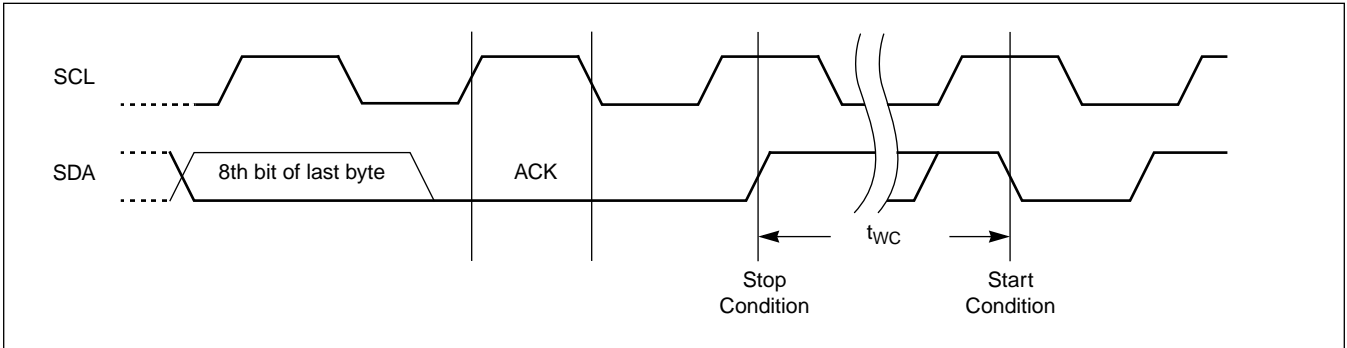 SCL
SDA
8th bit of last byte
ACK
tWC
Stop
Condition
Start
Condition